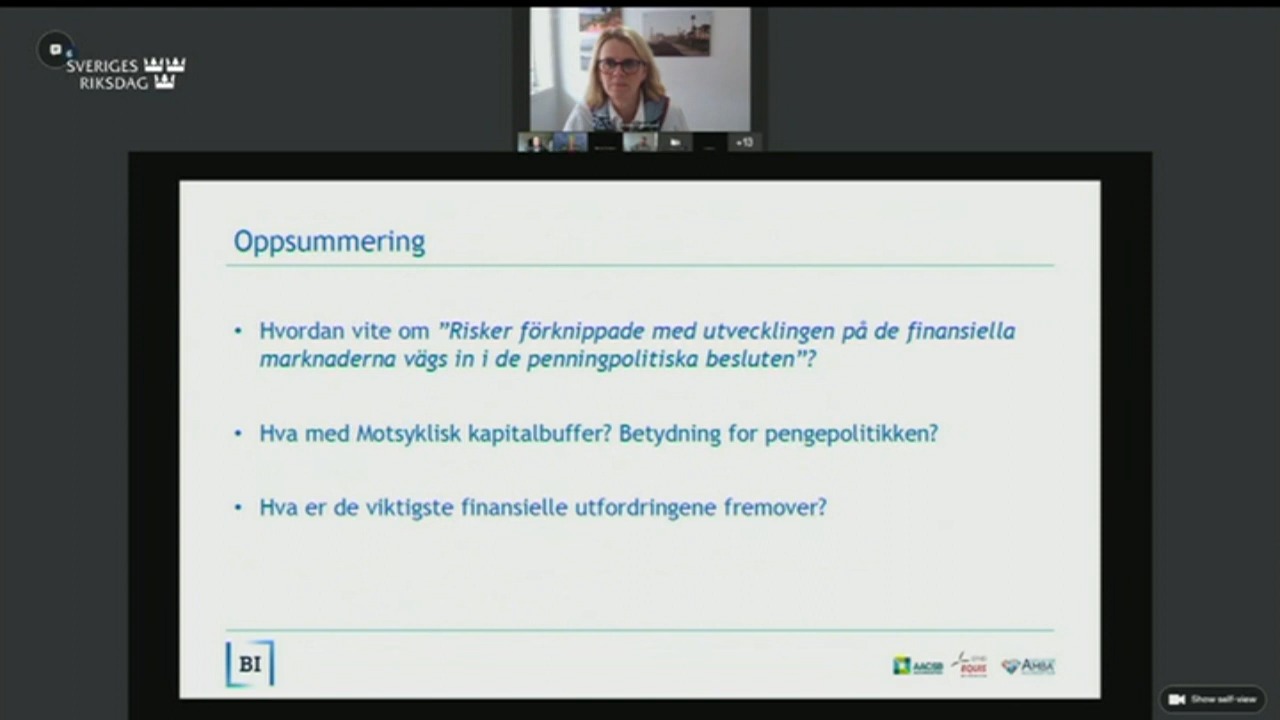 SVERIGES
RIKSDAG
+13
Oppsummering
• Hvordan vite om ”Risker förknippade med utvecklingen på de finansiella
marknaderna vägs in i de penningpolitiska besluten”?
• Hva med Motsyklisk kapitalbuffer? Betydning for pengepolitikken?
• Hva er de viktigste finansielle utfordringene fremover?
BI
AACSB
EQUIS
AMBA
Show self-view